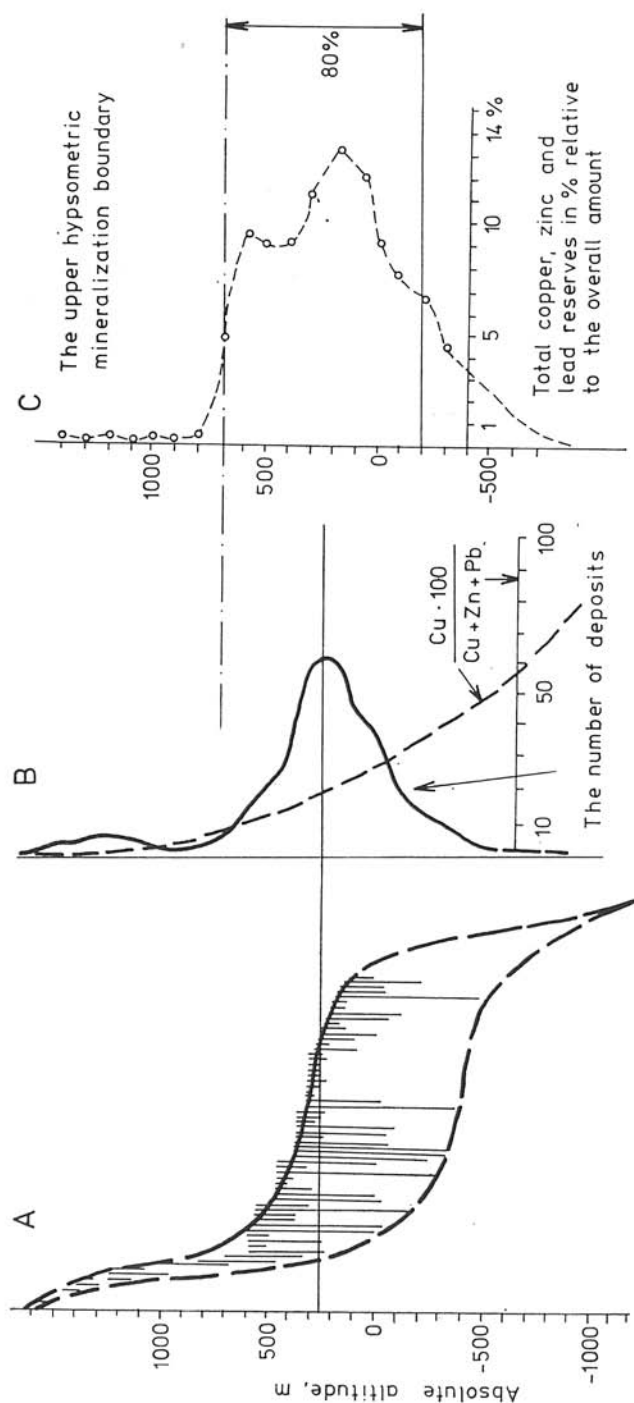 A
B
C
Absolute
altitude, m
1000
500
0
-500
-1000
Cu · 100
Cu + Zn + Pb
10
50
100
The number of deposits
The upper hypsometric
mineralization boundary
80%
1000
500
0
-500
1
5
10
14 %
Total copper, zinc and
lead reserves in % relative
to the overall amount